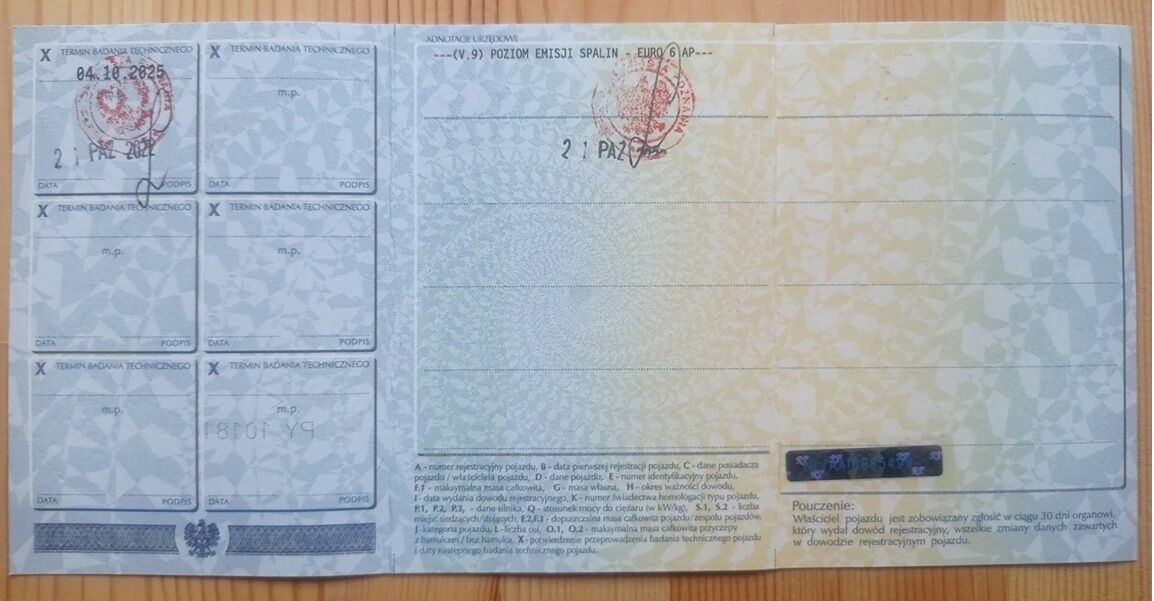 X TERMIN BADANIA TECHNICZNEGO
04.10.2025
21 PAŹ 2022
DATA PODPIS
X TERMIN BADANIA TECHNICZNEGO
m.p.
DATA PODPIS
X TERMIN BADANIA TECHNICZNEGO
m.p.
DATA PODPIS
X TERMIN BADANIA TECHNICZNEGO
m.p.
DATA PODPIS
X TERMIN BADANIA TECHNICZNEGO
m.p.
DATA PODPIS
X TERMIN BADANIA TECHNICZNEGO
m.p.
DATA PODPIS
ADNOTACJE URZĘDOWE
---(V.9) POZIOM EMISJI SPALIN - EURO 6 AP---
POZNANIA
21 PAŹ
A - numer rejestracyjny pojazdu, B - data pierwszej rejestracji pojazdu, C - dane posiadacza
pojazdu / właściciela pojazdu, D - dane pojazdu, E - numer identyfikacyjny pojazdu,
F.1 - maksymalna masa całkowita, G - masa własna, H - okres ważności dowodu,
I - data wydania dowodu rejestracyjnego, K - numer świadectwa homologacji typu pojazdu,
P.1, P.2, P.3, - dane silnika, Q - stosunek mocy do ciężaru (w kW/kg), S.1, S.2 - liczba
miejsc siedzących/stojących, F.2,F.3 - dopuszczalna masa całkowita pojazdu/zespołu pojazdów,
J - kategoria pojazdu, L - liczba osi, O.1, O.2 - maksymalna masa całkowita przyczepy
z hamulcem / bez hamulca, X - potwierdzenie przeprowadzenia badania technicznego pojazdu
i daty następnego badania technicznego pojazdu.
Pouczenie:
Właściciel pojazdu jest zobowiązany zgłosić w ciągu 30 dni organowi,
który wydał dowód rejestracyjny, wszelkie zmiany danych zawartych
w dowodzie rejestracyjnym pojazdu.